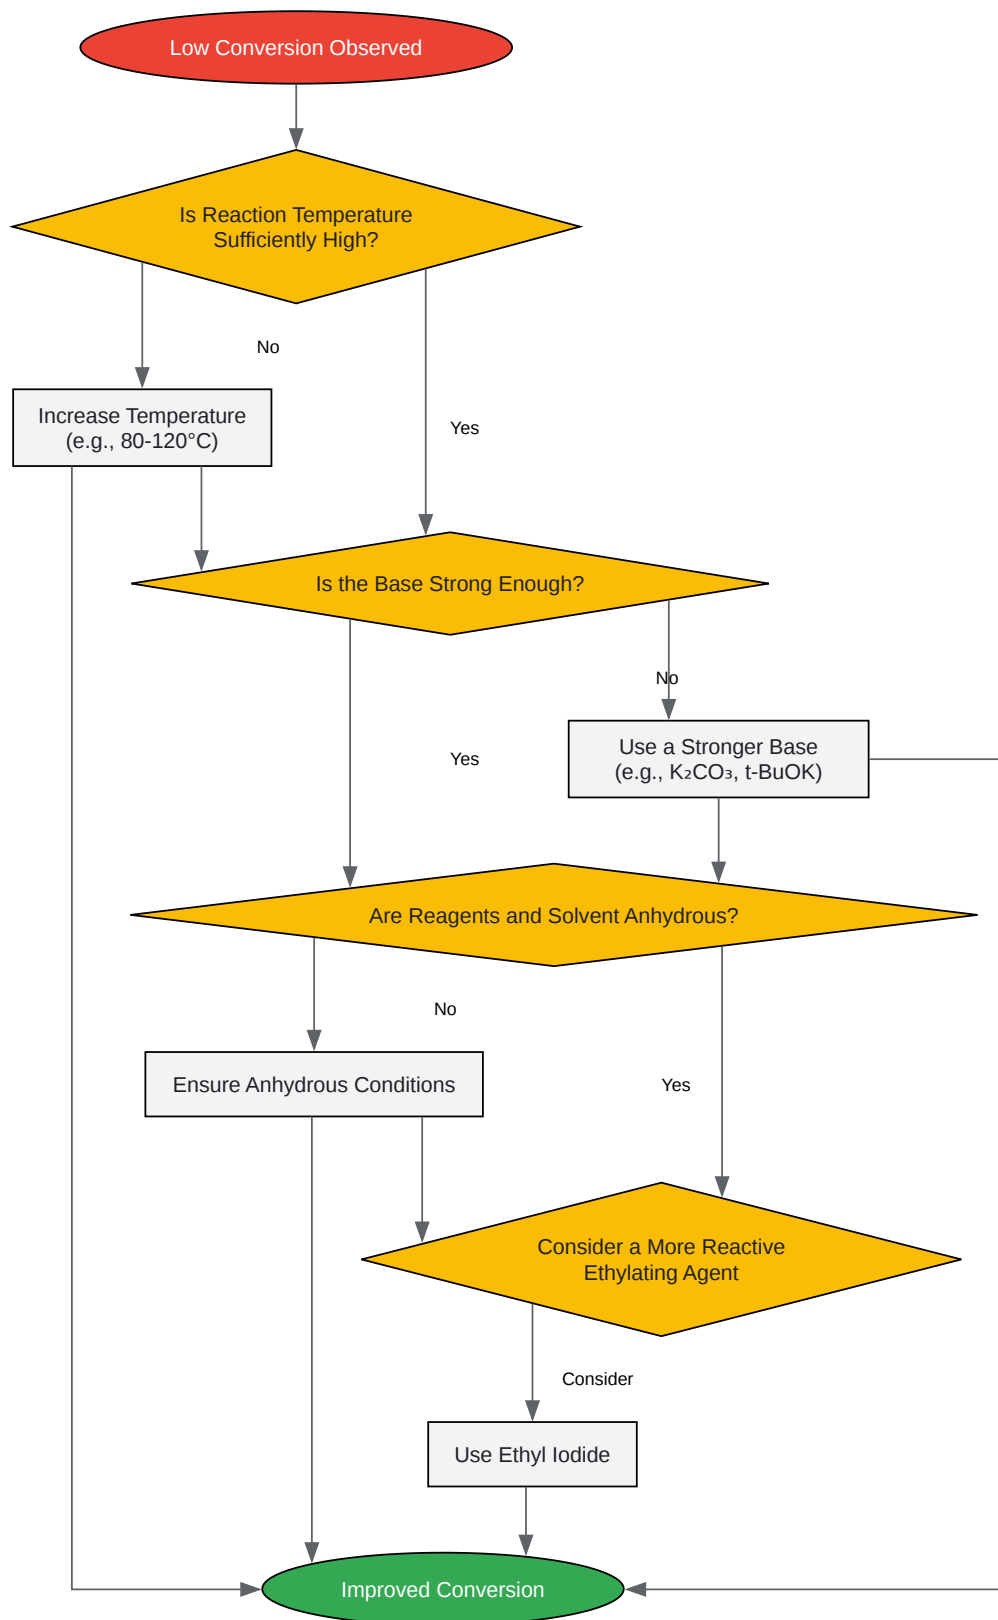 Low Conversion Observed
Is Reaction Temperature
Sufficiently High?
No
Increase Temperature
(e.g., 80-120°C)
Yes
Is the Base Strong Enough?
No
Yes
Use a Stronger Base
(e.g., K₂CO₃, t-BuOK)
Are Reagents and Solvent Anhydrous?
No
Ensure Anhydrous Conditions
Yes
Consider a More Reactive
Ethylating Agent
Consider
Use Ethyl Iodide
Improved Conversion